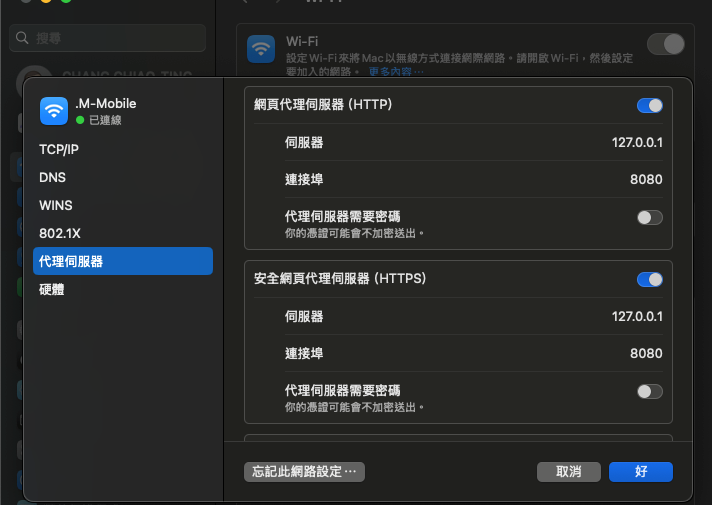 搜尋
Wi-Fi
設定 Wi-Fi 來將 Mac 以無線方式連接網際網路。請開啟 Wi-Fi，然後設定
要加入的網路。 更多內容⋯
CHANG CHIAO-TING
.M-Mobile
已連線
TCP/IP
DNS
WINS
802.1X
代理伺服器
硬體
網頁代理伺服器（HTTP）
伺服器 127.0.0.1
連接埠 8080
代理伺服器需要密碼
你的憑證可能會不加密送出。
安全網頁代理伺服器（HTTPS）
伺服器 127.0.0.1
連接埠 8080
代理伺服器需要密碼
你的憑證可能會不加密送出。
忘記此網路設定⋯ 取消 好